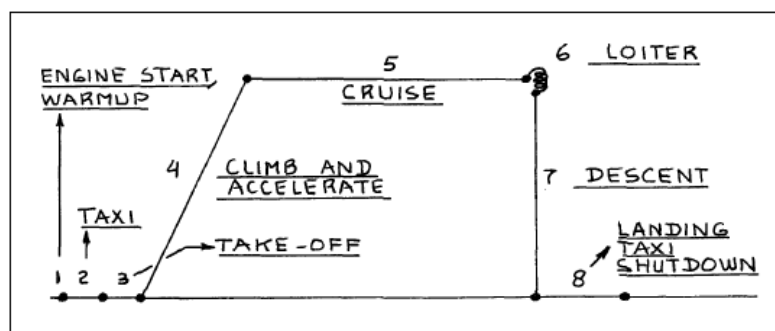 ENGINE START,
WARMUP
5
CRUISE
6 LOITER
4
CLIMB AND
ACCELERATE
7 DESCENT
TAXI
TAKE-OFF
LANDING
TAXI
SHUTDOWN
1 2 3
8